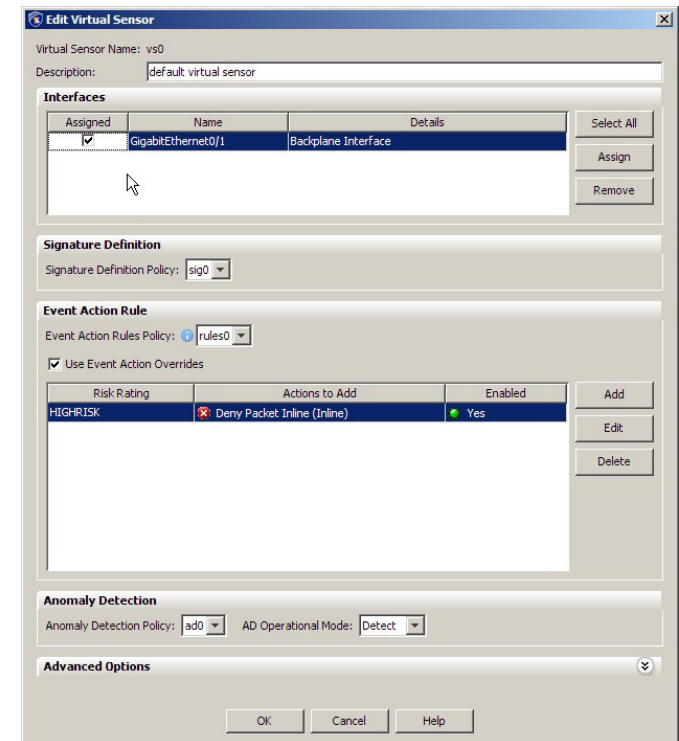 Edit Virtual Sensor
Virtual Sensor Name: vs0
Description: default virtual sensor
Interfaces
Assigned Name Details
GigabitEthernet0/1 Backplane Interface
Select All
Assign
Remove
Signature Definition
Signature Definition Policy: sig0
Event Action Rule
Event Action Rules Policy: rules0
Use Event Action Overrides
Risk Rating Actions to Add Enabled
HIGHRISK Deny Packet Inline (Inline) Yes
Add
Edit
Delete
Anomaly Detection
Anomaly Detection Policy: ad0 AD Operational Mode: Detect
Advanced Options
OK Cancel Help